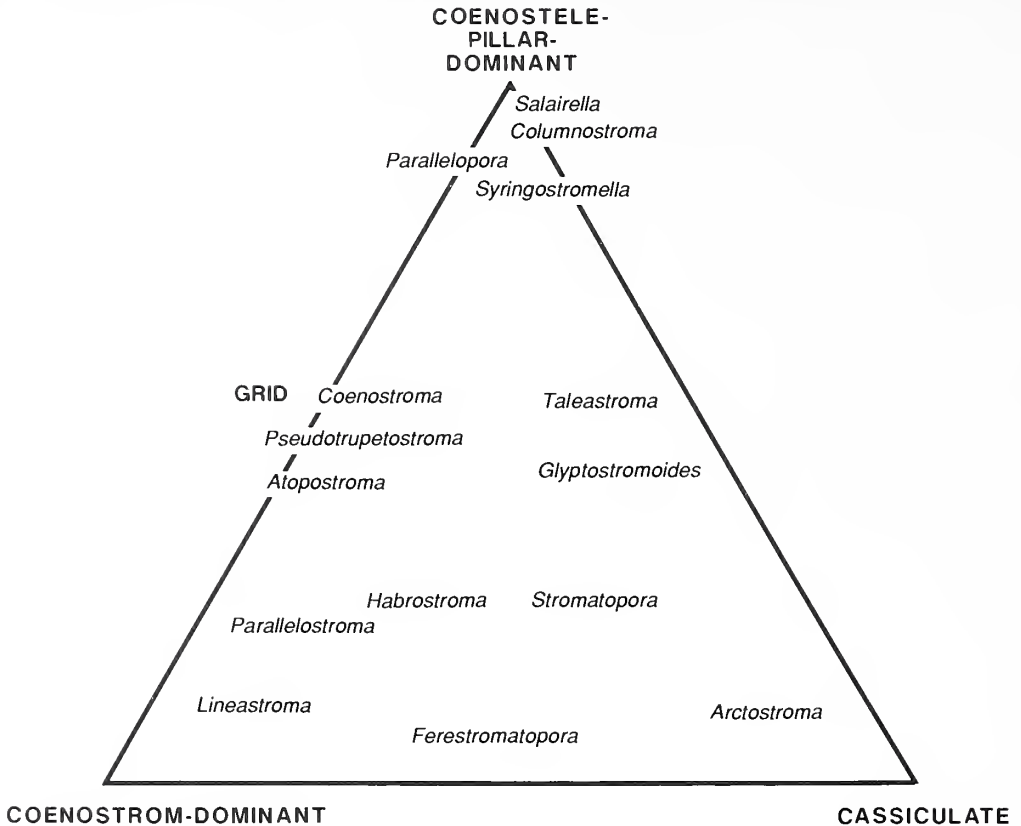 COENOSTELE-
PILLAR-
DOMINANT
Salairella
Columnostroma
Parallelopora
Syringostromella
GRID Coenostroma
Taleastroma
Pseudotrupetostroma
Glyptostromoides
Atopostroma
Habrostroma
Stromatopora
Parallelostroma
Lineastroma
Arctostroma
Ferestromatopora
COENOSTROM-DOMINANT
CASSICULATE